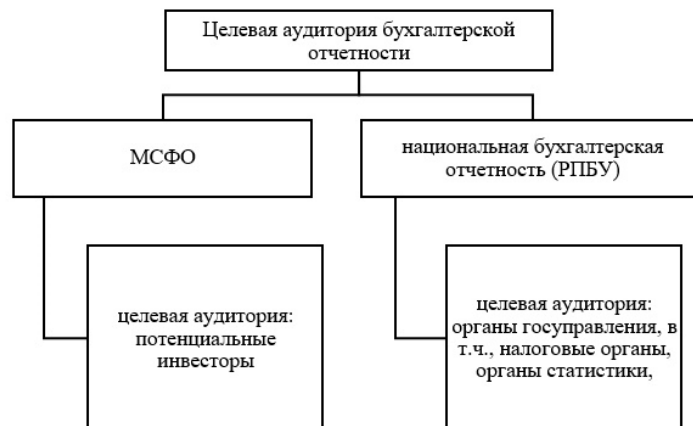 Целевая аудитория бухгалтерской
отчетности
МСФО
национальная бухгалтерская
отчетность (РПБУ)
целевая аудитория:
потенциальные
инвесторы
целевая аудитория:
органы госуправления, в
т.ч., налоговые органы,
органы статистики,